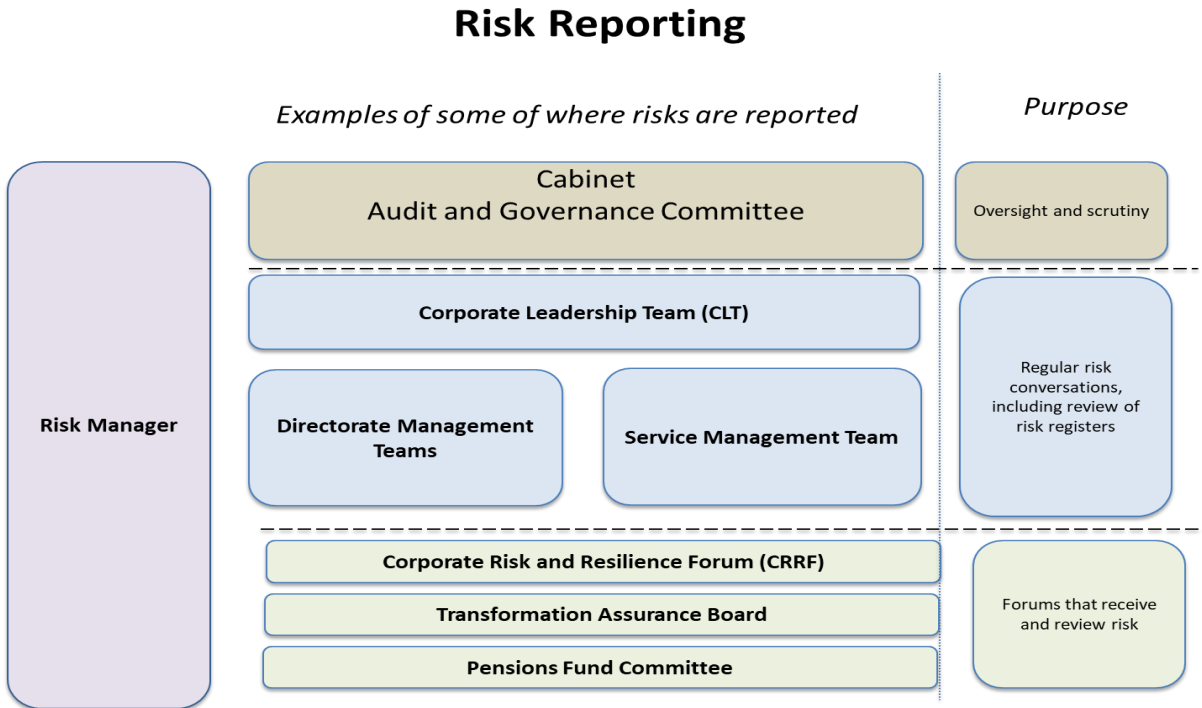 Risk Reporting
Examples of some of where risks are reported
Purpose
Risk Manager
Cabinet
Audit and Governance Committee
Oversight and scrutiny
Corporate Leadership Team (CLT)
Directorate Management
Teams
Service Management Team
Regular risk
conversations,
including review of
risk registers
Corporate Risk and Resilience Forum (CRRF)
Transformation Assurance Board
Pensions Fund Committee
Forums that receive
and review risk